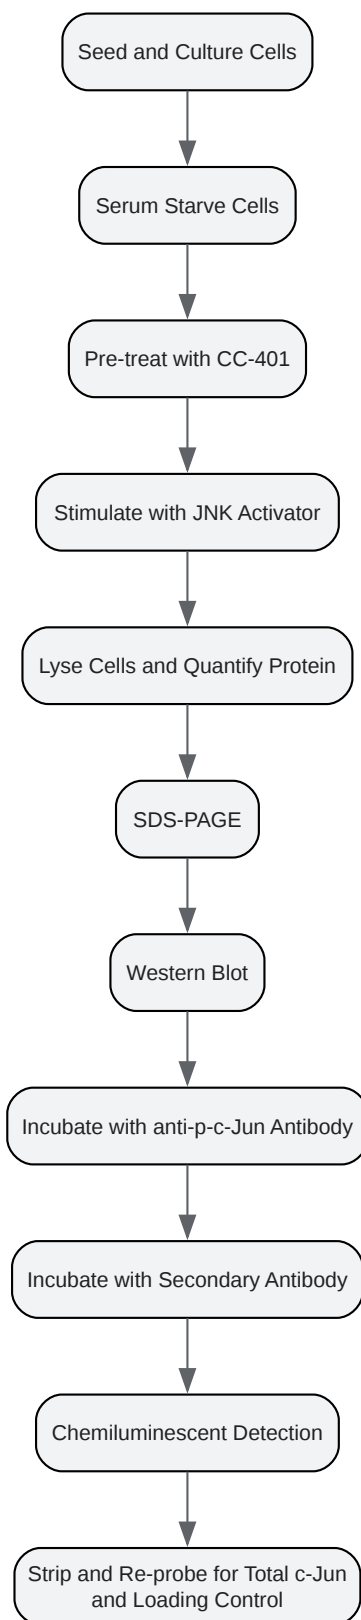 Seed and Culture Cells
Serum Starve Cells
Pre-treat with CC-401
Stimulate with JNK Activator
Lyse Cells and Quantify Protein
SDS-PAGE
Western Blot
Incubate with anti-p-c-Jun Antibody
Incubate with Secondary Antibody
Chemiluminescent Detection
Strip and Re-probe for Total c-Jun
and Loading Control